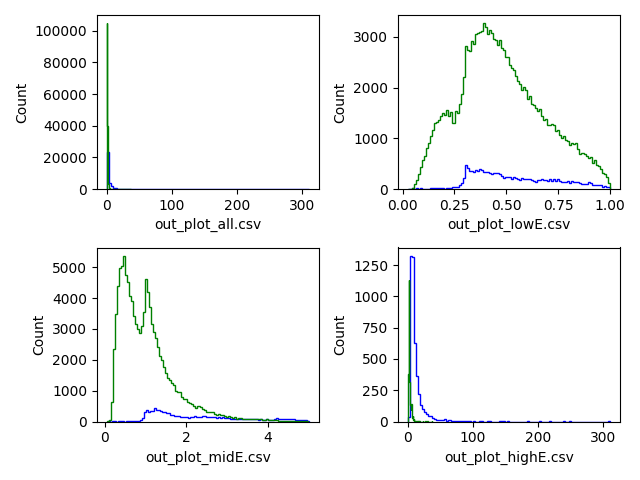 100000
80000
60000
40000
20000
0
Count
0 100 200 300
out_plot_all.csv
3000
2000
1000
0
Count
0.00 0.25 0.50 0.75 1.00
out_plot_lowE.csv
5000
4000
3000
2000
1000
0
Count
0 2 4
out_plot_midE.csv
1250
1000
750
500
250
0
Count
0 100 200 300
out_plot_highE.csv